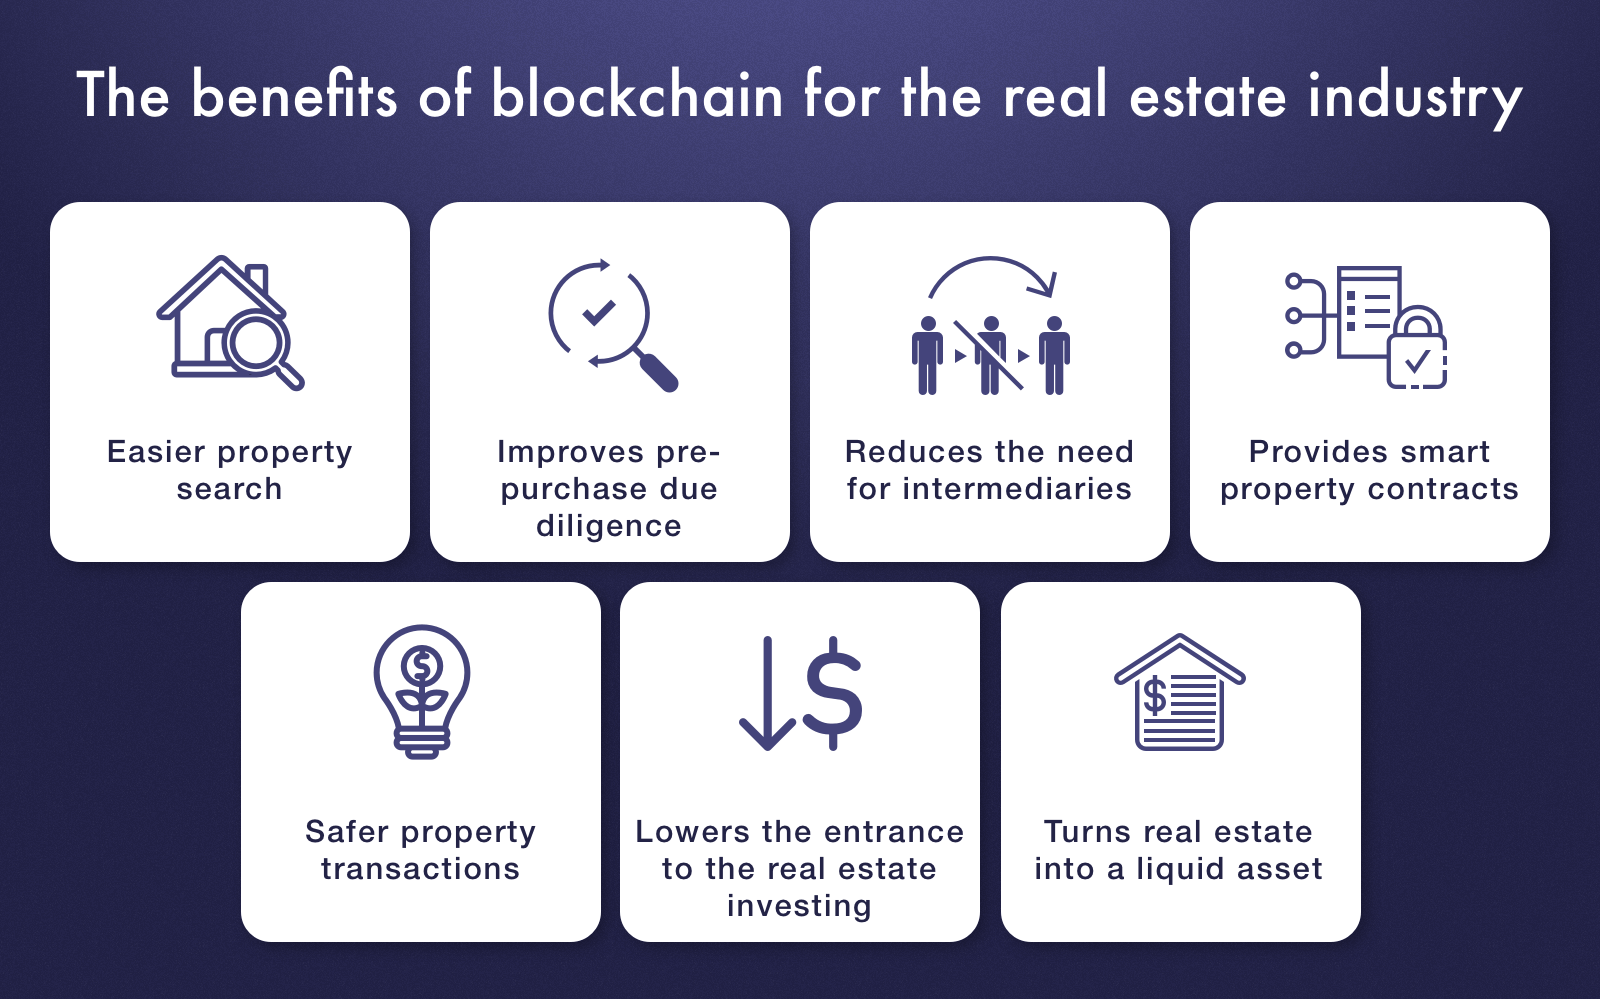 The benefits of blockchain for the real estate industry
Easier property
search
Improves pre-
purchase due
diligence
Reduces the need
for intermediaries
Provides smart
property contracts
$
Safer property
transactions
$
Lowers the entrance
to the real estate
investing
$
Turns real estate
into a liquid asset